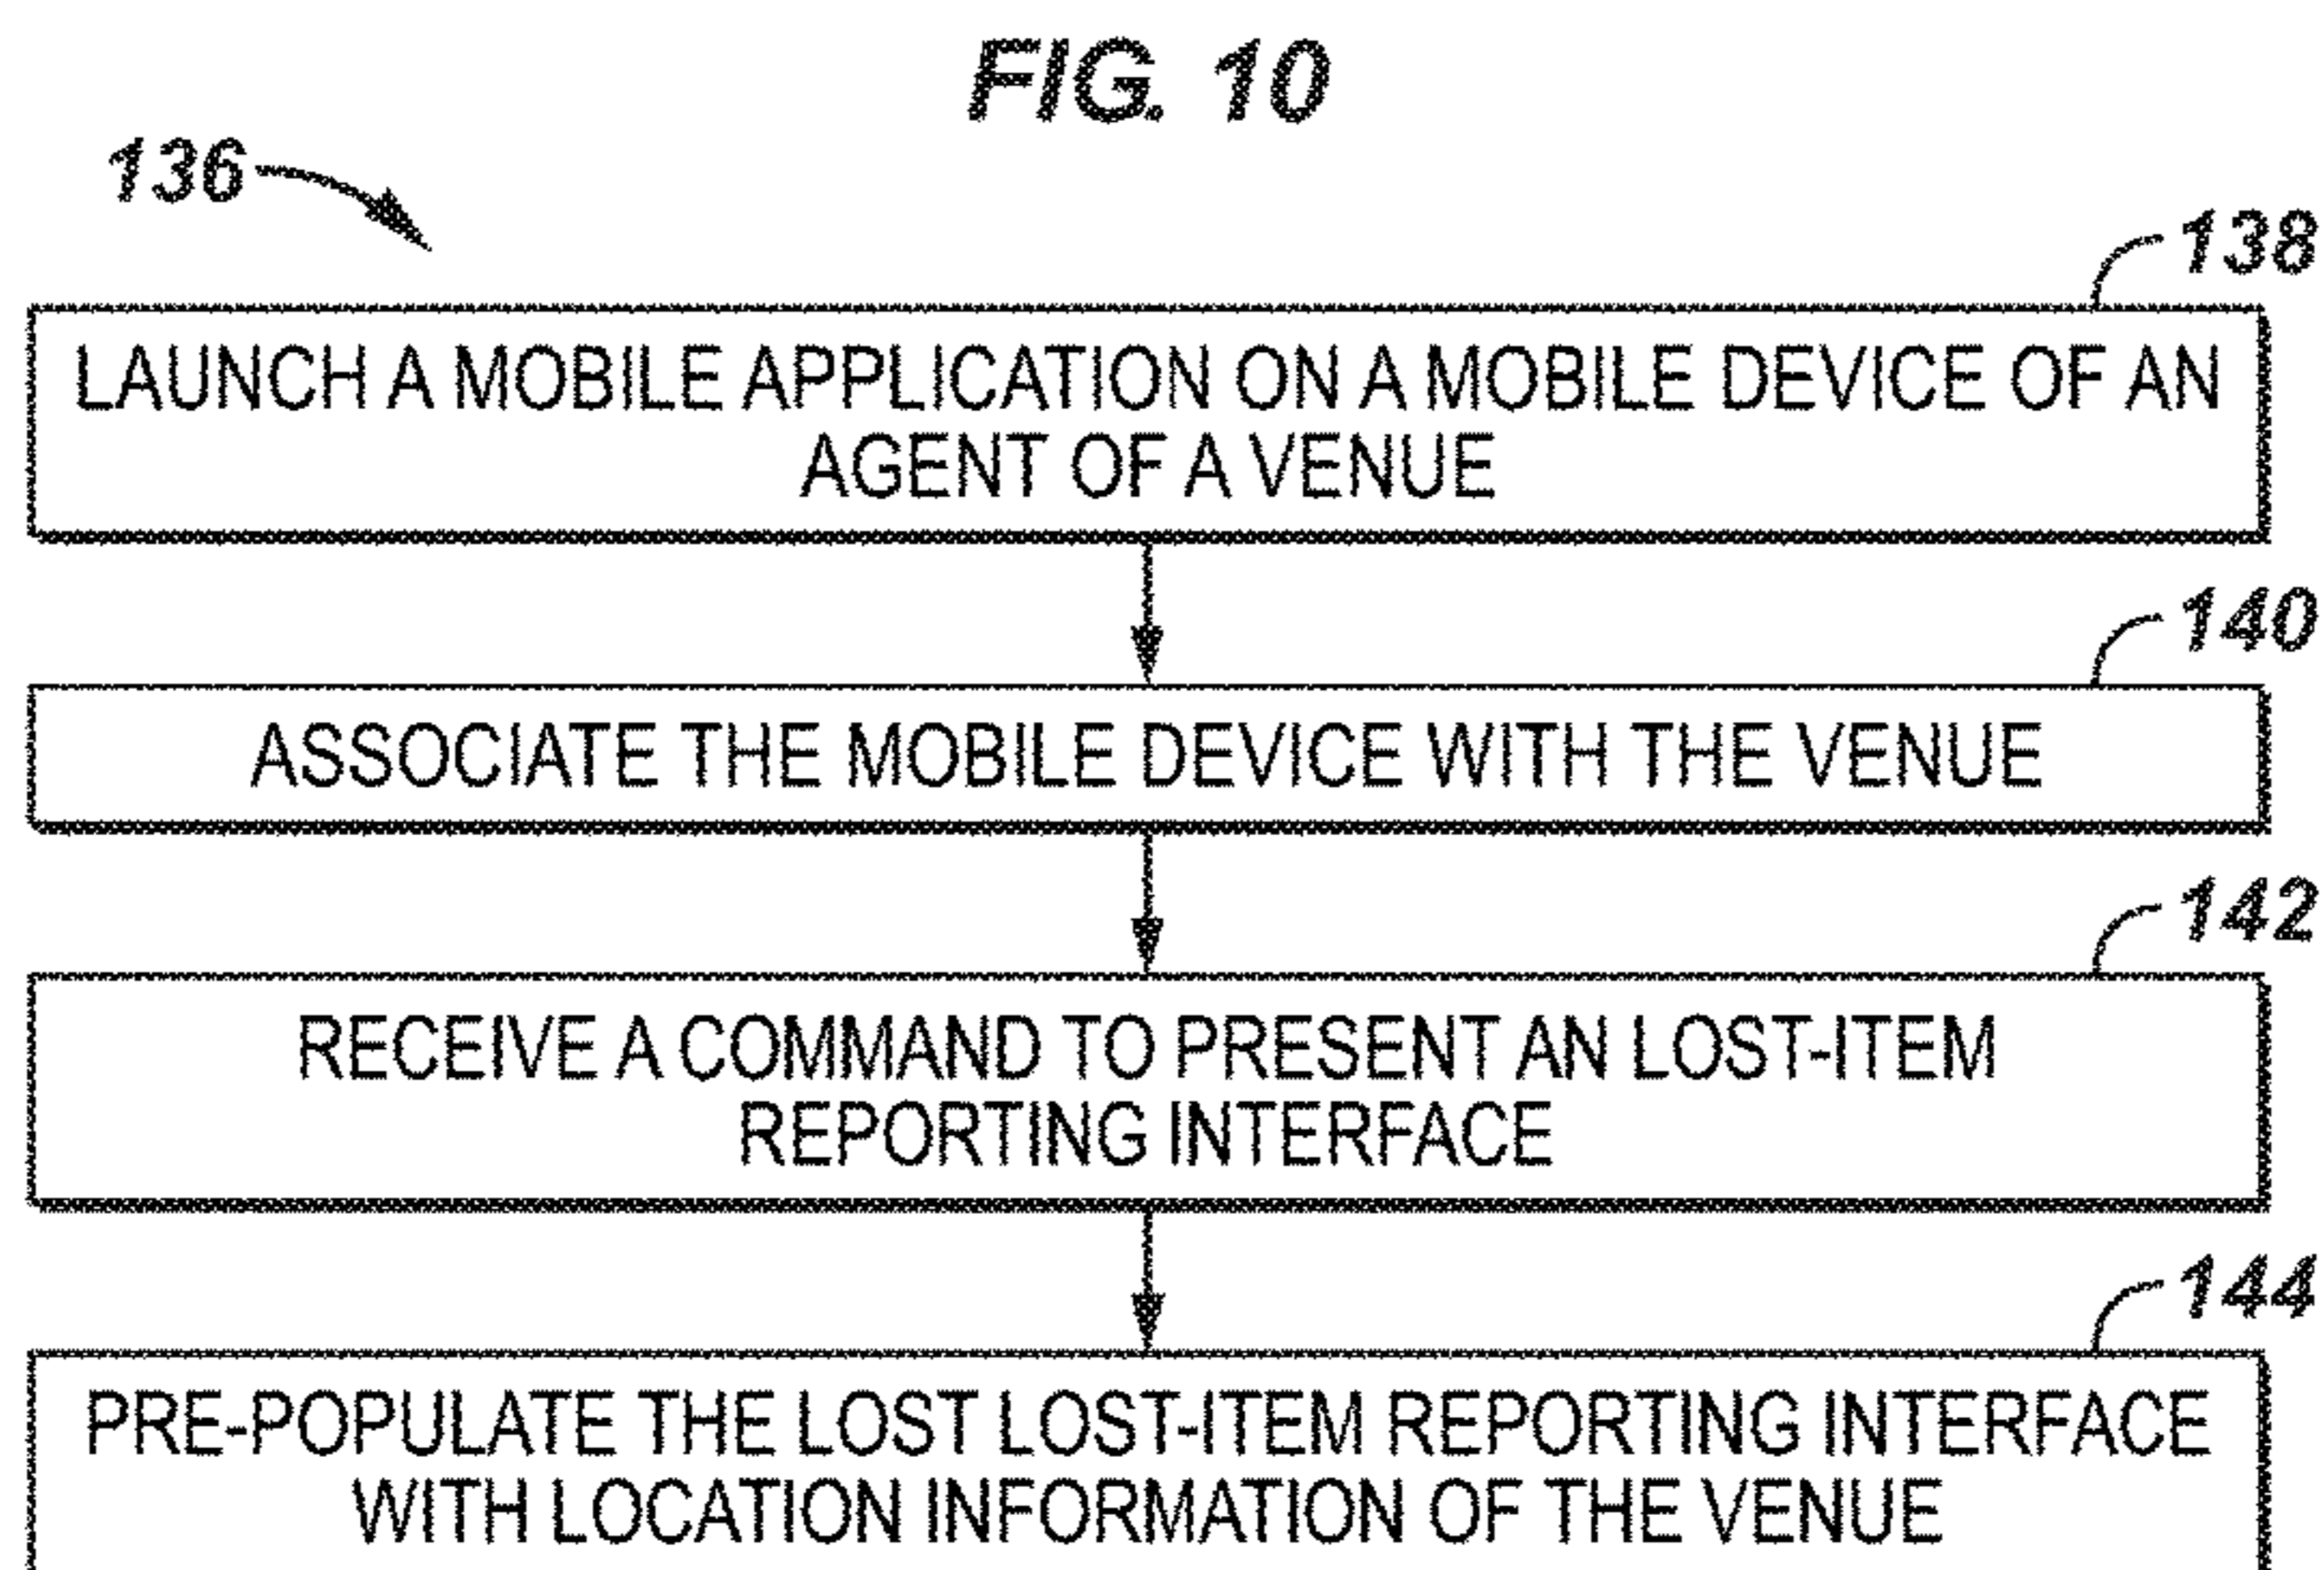 FIG. 10
136
138
LAUNCH A MOBILE APPLICATION ON A MOBILE DEVICE OF AN
AGENT OF A VENUE
140
ASSOCIATE THE MOBILE DEVICE WITH THE VENUE
142
RECEIVE A COMMAND TO PRESENT AN LOST-ITEM
REPORTING INTERFACE
144
PRE-POPULATE THE LOST LOST-ITEM REPORTING INTERFACE
WITH LOCATION INFORMATION OF THE VENUE